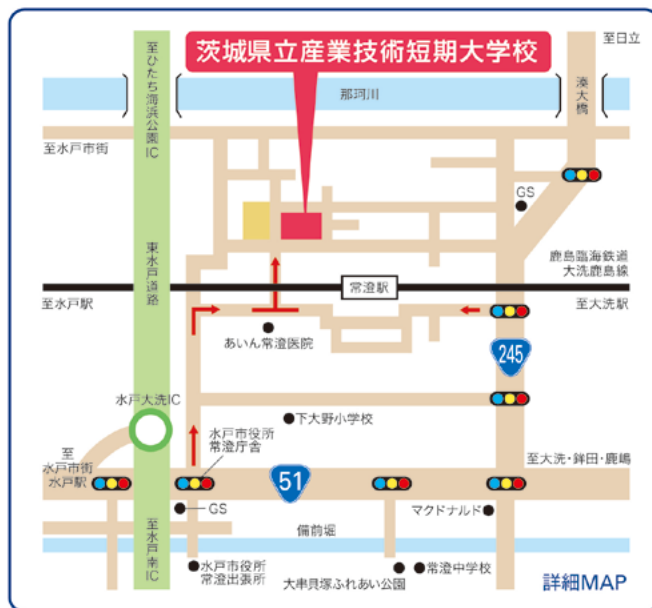 茨城県立産業技術短期大学校
至日立
至ひたち海浜公園IC
那珂川
湊大橋
至水戸市街
GS
東水戸道路
鹿島臨海鉄道
大洗鹿島線
常澄駅
至水戸駅
至大洗駅
あいん常澄医院
245
水戸大洗IC
下大野小学校
水戸市役所
常澄庁舎
至
水戸市街
水戸駅
至大洗・鉾田・鹿嶋
51
GS
マクドナルド
至水戸南IC
備前堀
水戸市役所
常澄出張所
常澄中学校
大串貝塚ふれあい公園
詳細MAP